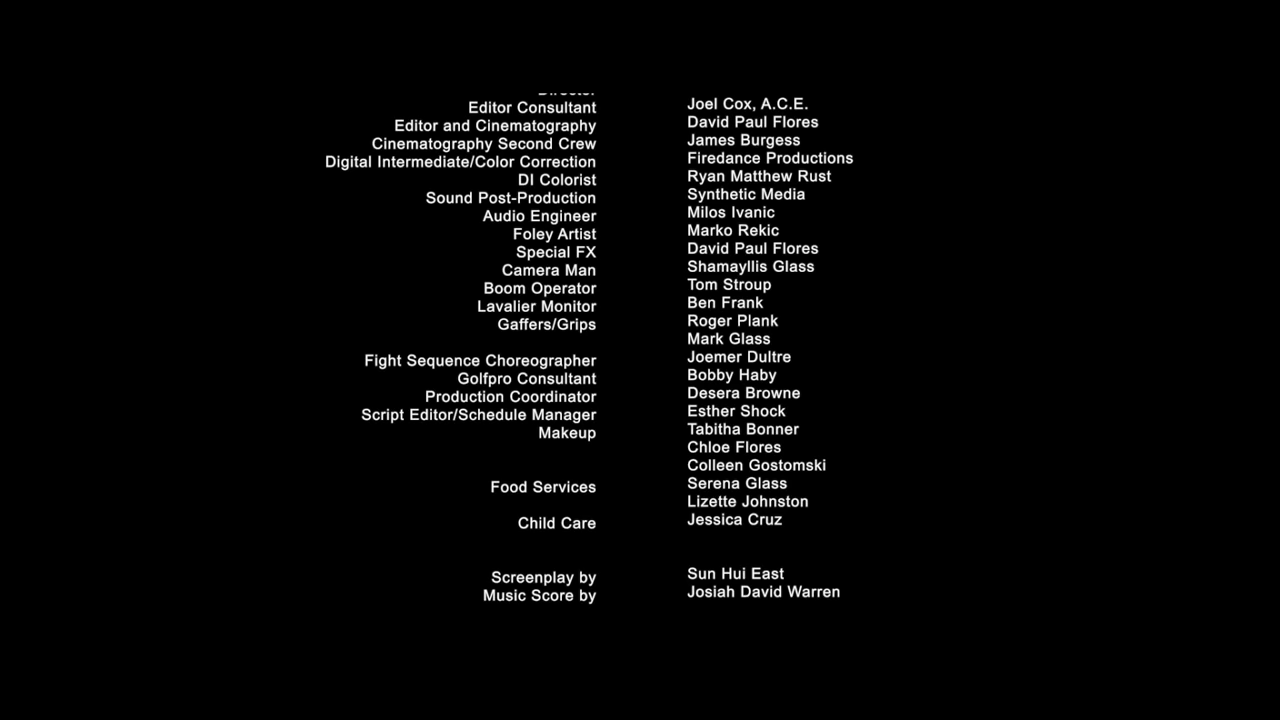 Director
Editor Consultant Joel Cox, A.C.E.
Editor and Cinematography David Paul Flores
Cinematography Second Crew James Burgess
Digital Intermediate/Color Correction Firedance Productions
DI Colorist Ryan Matthew Rust
Sound Post-Production Synthetic Media
Audio Engineer Milos Ivanic
Foley Artist Marko Rekic
Special FX David Paul Flores
Camera Man Shamayllis Glass
Boom Operator Tom Stroup
Lavalier Monitor Ben Frank
Gaffers/Grips Roger Plank
Mark Glass
Fight Sequence Choreographer Joemer Dultre
Golfpro Consultant Bobby Haby
Production Coordinator Desera Browne
Script Editor/Schedule Manager Esther Shock
Makeup Tabitha Bonner
Chloe Flores
Colleen Gostomski
Food Services Serena Glass
Lizette Johnston
Child Care Jessica Cruz
Screenplay by Sun Hui East
Music Score by Josiah David Warren